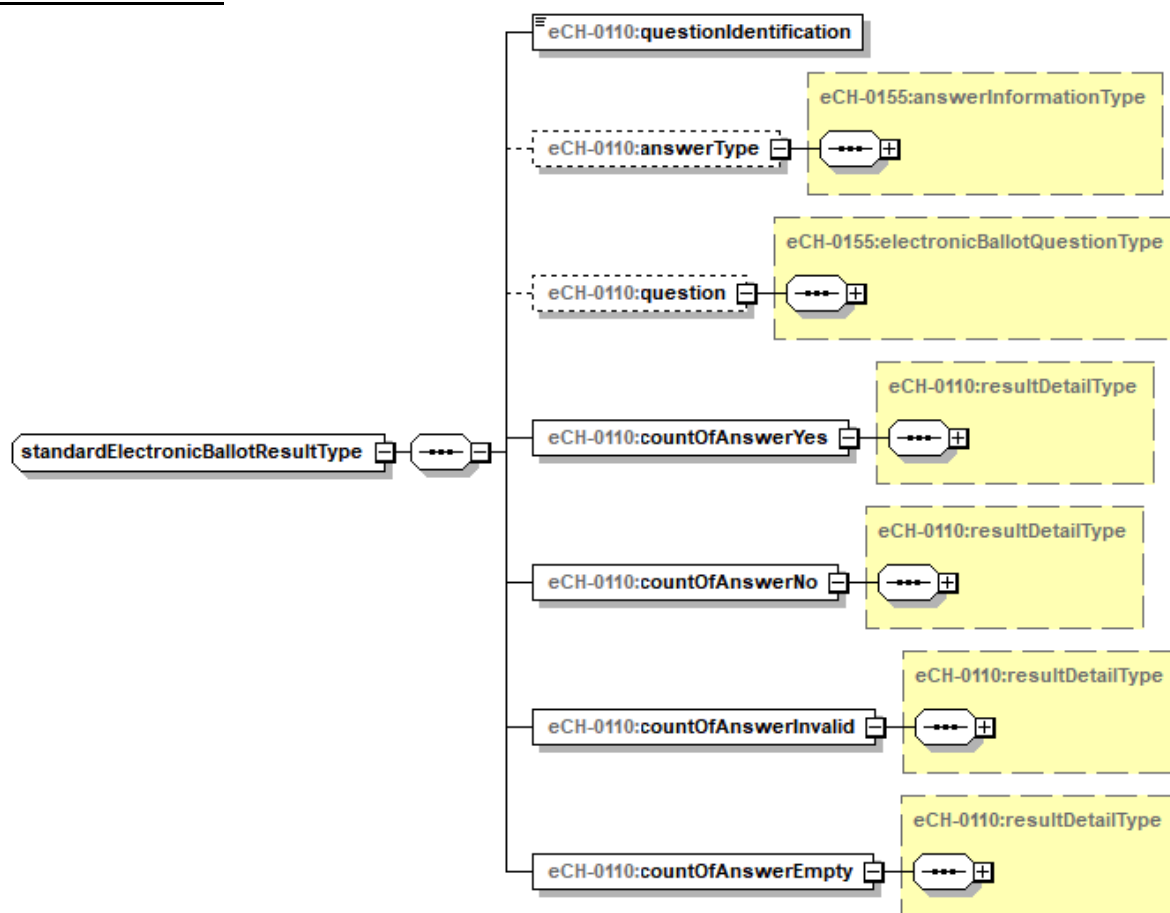 eCH-0110:questionIdentification
eCH-0155:answerInformationType
eCH-0110:answerType
eCH-0155:electronicBallotQuestionType
eCH-0110:question
eCH-0110:resultDetailType
eCH-0110:countOfAnswerYes
standardElectronicBallotResultType
eCH-0110:resultDetailType
eCH-0110:countOfAnswerNo
eCH-0110:resultDetailType
eCH-0110:countOfAnswerInvalid
eCH-0110:resultDetailType
eCH-0110:countOfAnswerEmpty